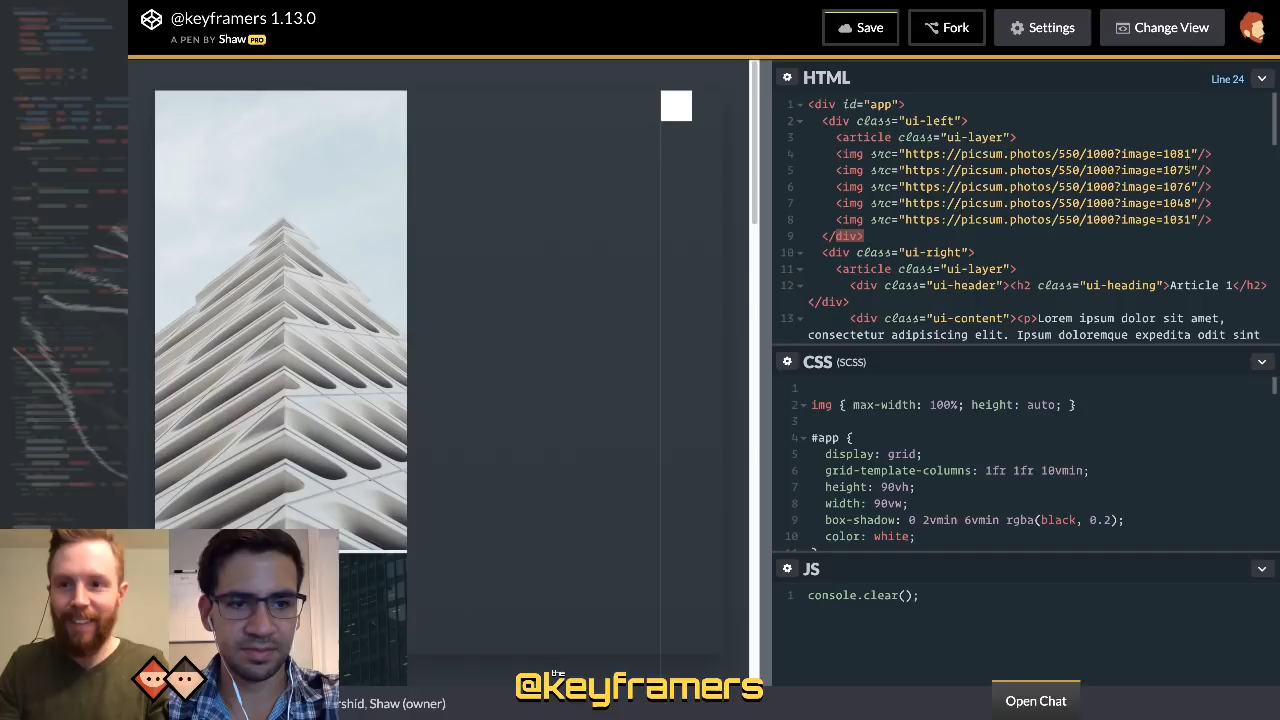 @keyframers 1.13.0
A PEN BY Shaw PRO
Save
Fork
Settings
Change View
HTML
Line 24
1 <div id="app">
2 <div class="ui-left">
3 <article class="ui-layer">
4 <img src="https://picsum.photos/550/1000?image=1081"/>
5 <img src="https://picsum.photos/550/1000?image=1075"/>
6 <img src="https://picsum.photos/550/1000?image=1076"/>
7 <img src="https://picsum.photos/550/1000?image=1048"/>
8 <img src="https://picsum.photos/550/1000?image=1031"/>
9 </div>
10 <div class="ui-right">
11 <article class="ui-layer">
12 <div class="ui-header"><h2 class="ui-heading">Article 1</h2>
</div>
13 <div class="ui-content"><p>Lorem ipsum dolor sit amet,
consectetur adipisicing elit. Ipsum doloremque expedita odit sint
CSS (SCSS)
1
2 img { max-width: 100%; height: auto; }
3
4 #app {
5 display: grid;
6 grid-template-columns: 1fr 1fr 10vmin;
7 height: 90vh;
8 width: 90vw;
9 box-shadow: 0 2vmin 6vmin rgba(black, 0.2);
10 color: white;
JS
1 console.clear();
rshid, Shaw (owner)
the
@keyframers
Open Chat